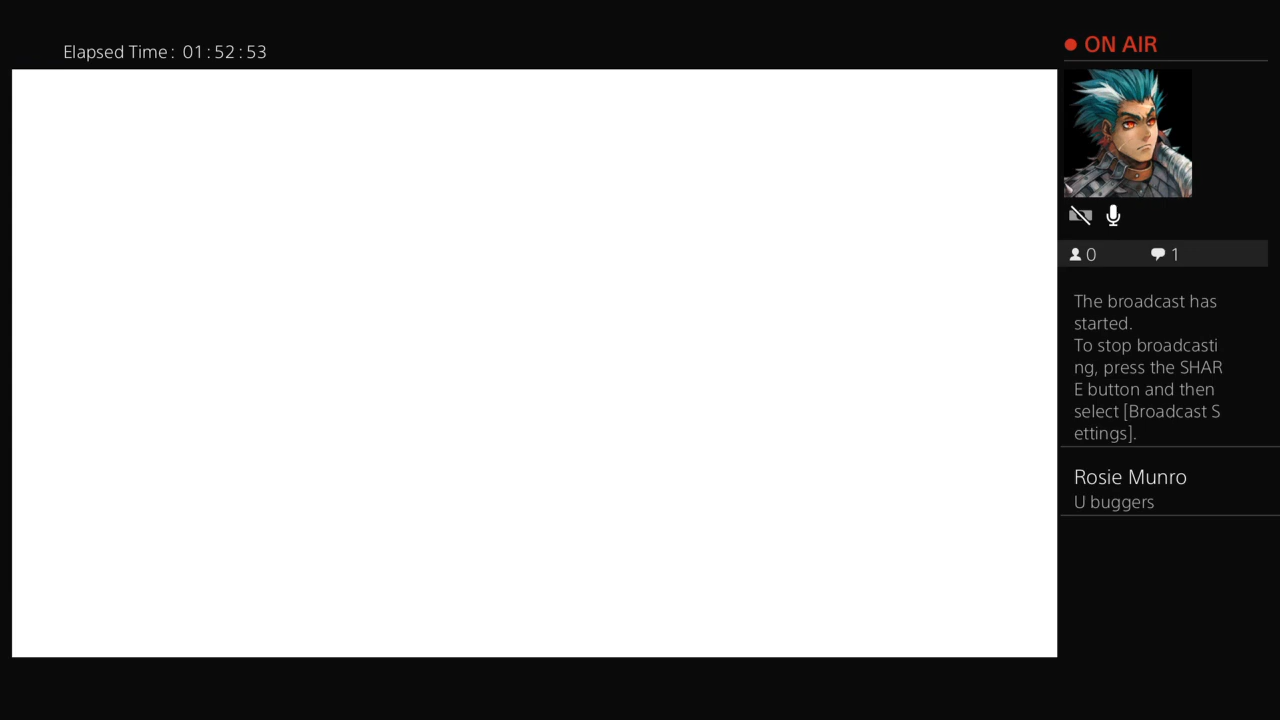 Elapsed Time: 01:52:53
ON AIR
0 1
The broadcast has
started.
To stop broadcasti
ng, press the SHAR
E button and then
select [Broadcast S
ettings].
Rosie Munro
U buggers